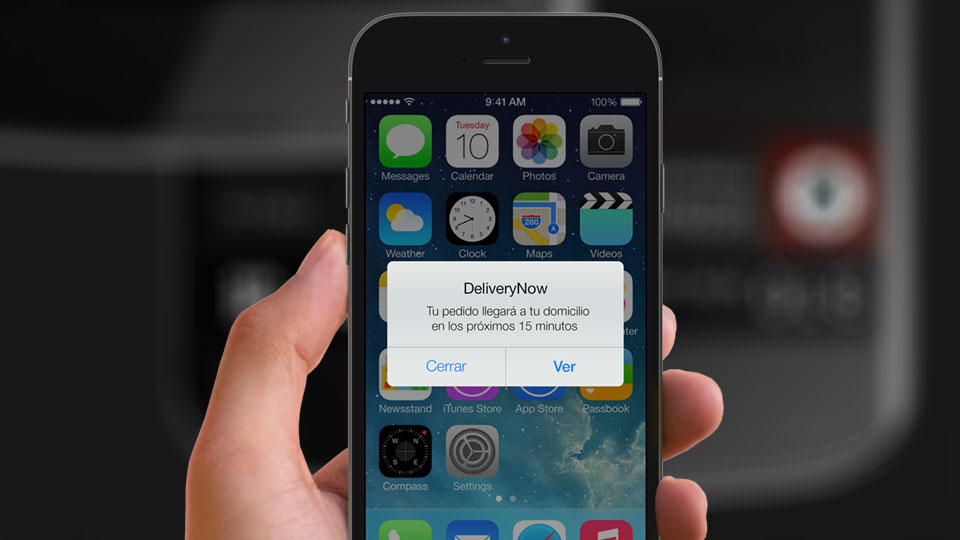 9:41 AM
100%
Tuesday
10
Messages
Calendar
Photos
Camera
280
Weather
Clock
Maps
Videos
DeliveryNow
Tu pedido llegará a tu domicilio
en los próximos 15 minutos
Cerrar
Ver
Newsstand
iTunes Store
App Store
Passbook
N
W
E
S
Compass
Settings